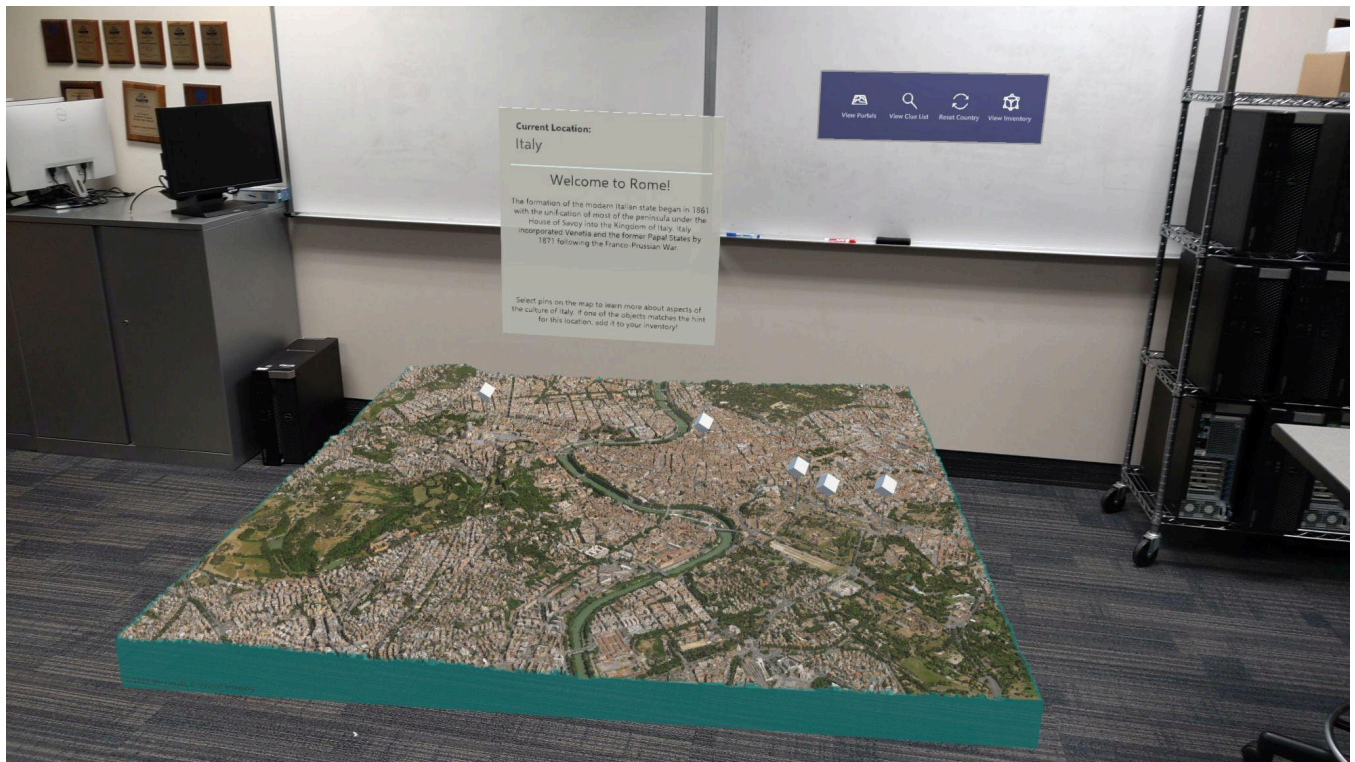 Current Location:
Italy
Welcome to Rome!
The formation of the modern Italian state began in 1861
with the unification of most of the peninsula under the
House of Savoy into the Kingdom of Italy. Italy
incorporated Venetia and the former Papal States by
1871 following the Franco-Prussian War.
Select pins on the map to learn more about aspects of
the culture of Italy. If one of the objects matches the hint
for this location, add it to your inventory!
View Portals
View Clue List
Reset Country
View Inventory